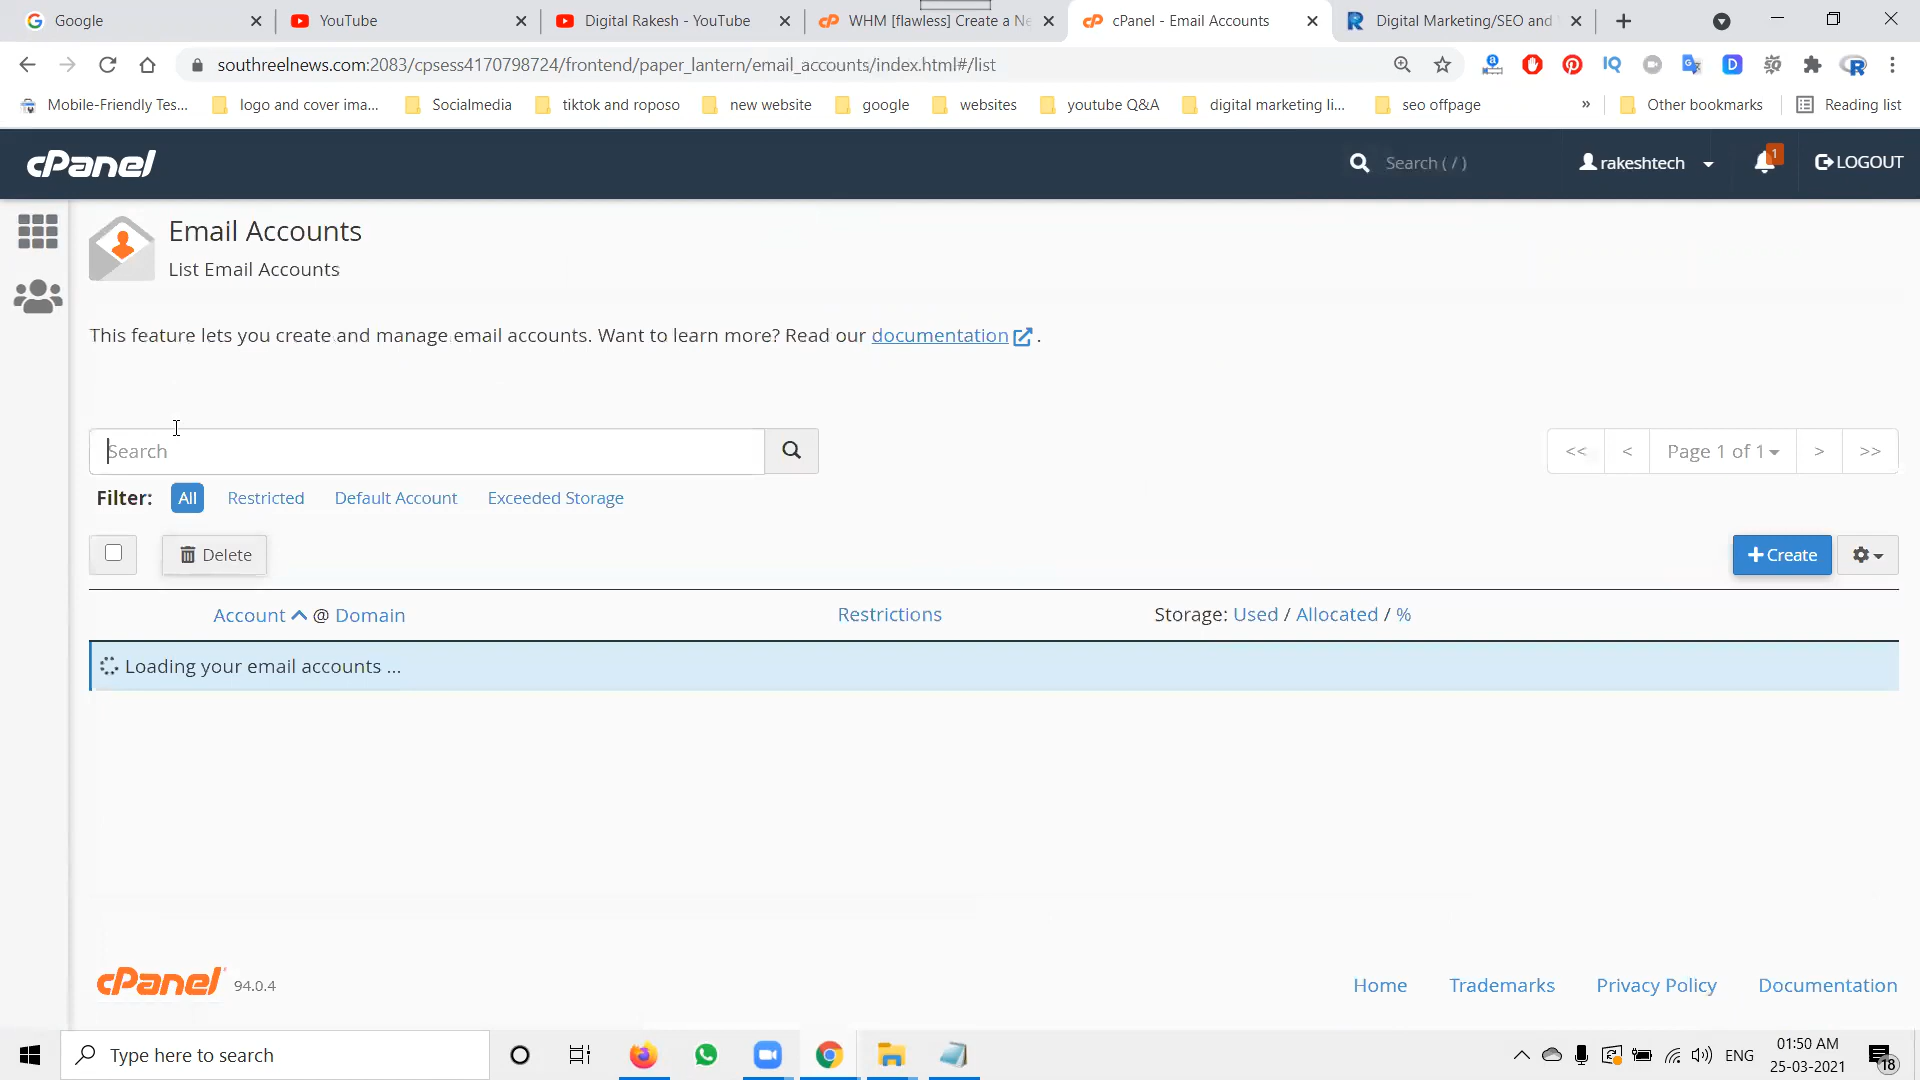 Google
YouTube
Digital Rakesh - YouTube
WHM [flawless] Create a Ne
cPanel - Email Accounts
Digital Marketing/SEO and
southreelnews.com:2083/cpsess4170798724/frontend/paper_lantern/email_accounts/index.html#/list
Mobile-Friendly Tes...
logo and cover ima...
Socialmedia
tiktok and roposo
new website
google
websites
youtube Q&A
digital marketing li...
seo offpage
»
Other bookmarks
Reading list
cPanel
Search ( / )
rakeshtech
1
LOGOUT
Email Accounts
List Email Accounts
This feature lets you create and manage email accounts. Want to learn more? Read our documentation .
Search
<< < Page 1 of 1 > >>
Filter: All Restricted Default Account Exceeded Storage
Delete
+ Create
Account @ Domain
Restrictions
Storage: Used / Allocated / %
Loading your email accounts ...
cPanel 94.0.4
Home
Trademarks
Privacy Policy
Documentation
Type here to search
ENG
01:50 AM
25-03-2021
18